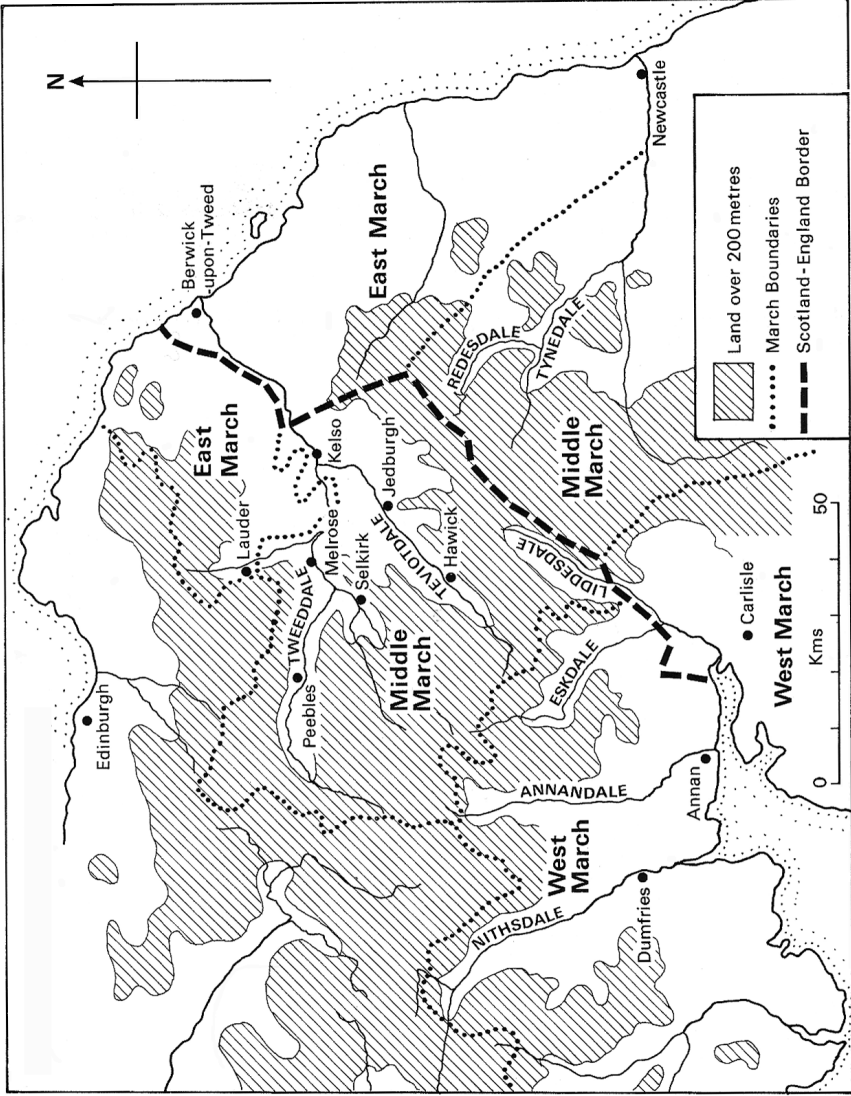 N
Edinburgh
Berwick
-upon-Tweed
Lauder
East
March
TWEEDDALE
Peebles
Melrose
Kelso
Selkirk
TEVIOTDALE
Jedburgh
Hawick
Middle
March
East March
REDESDALE
TYNEDALE
Middle
March
LIDDESDALE
ESKDALE
ANNANDALE
West
March
NITHSDALE
Dumfries
Annan
Carlisle
West March
Newcastle
0
Kms
50
Land over 200 metres
March Boundaries
Scotland-England Border